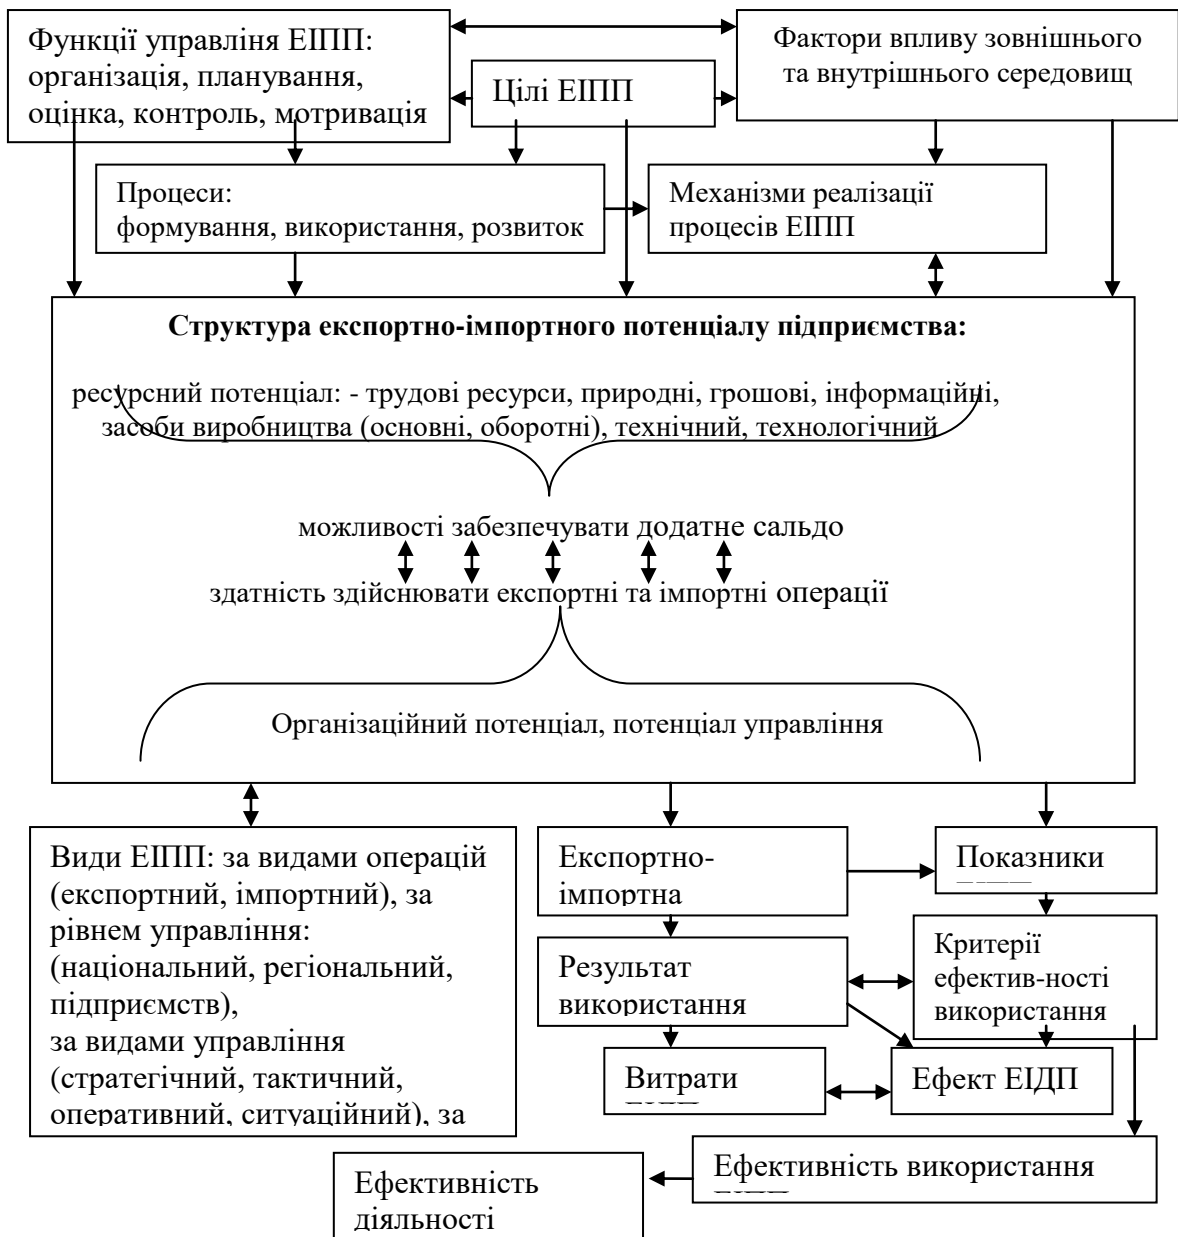 Функції управліня ЕІПП:
організація, планування,
оцінка, контроль, мотривація
Цілі ЕІПП
Фактори впливу зовнішнього
та внутрішнього середовищ
Процеси:
формування, використання, розвиток
Механізми реалізації
процесів ЕІПП
Структура експортно-імпортного потенціалу підприємства:
ресурсний потенціал: - трудові ресурси, природні, грошові, інформаційні,
засоби виробництва (основні, оборотні), технічний, технологічний
можливості забезпечувати додатне сальдо
здатність здійснювати експортні та імпортні операції
Організаційний потенціал, потенціал управління
Види ЕІПП: за видами операцій
(експортний, імпортний), за
рівнем управління:
(національний, регіональний,
підприємств),
за видами управління
(стратегічний, тактичний,
оперативний, ситуаційний), за
Експортно-
імпортна
Показники
Результат
використання
Критерії
ефектив-ності
використання
Витрати
Ефект ЕІДП
Ефективність використання
Ефективність
діяльності